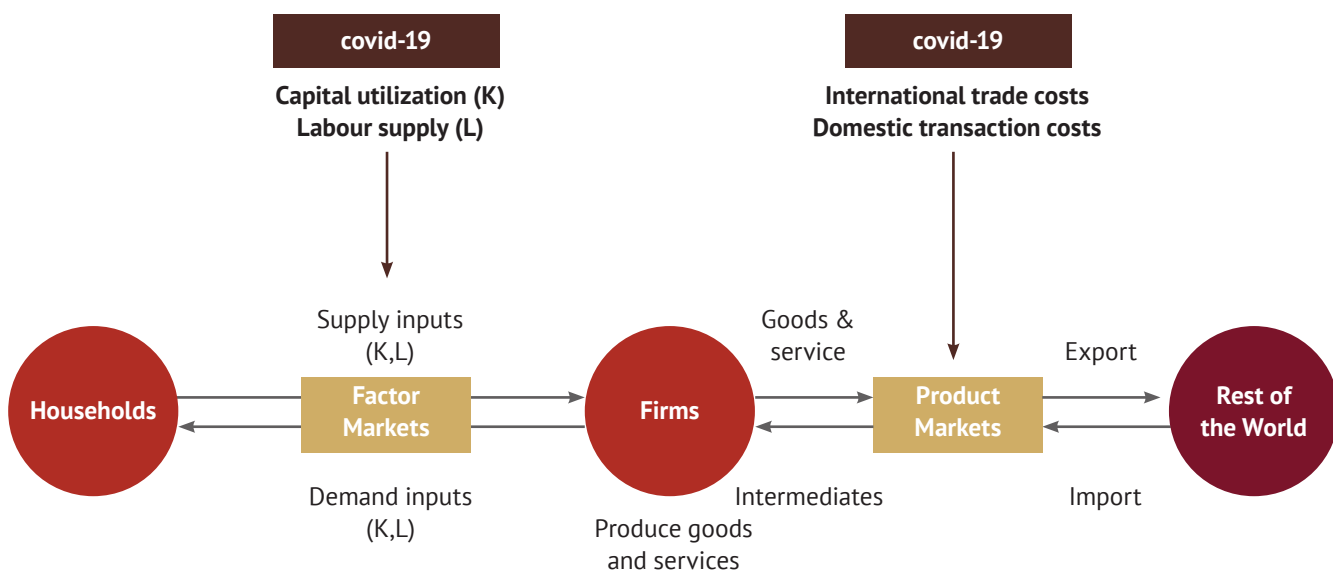 covid-19
Capital utilization (K)
Labour supply (L)
covid-19
International trade costs
Domestic transaction costs
Supply inputs
(K,L)
Goods &
service
Export
Households
Factor
Markets
Firms
Product
Markets
Rest of
the World
Demand inputs
(K,L)
Intermediates
Import
Produce goods
and services